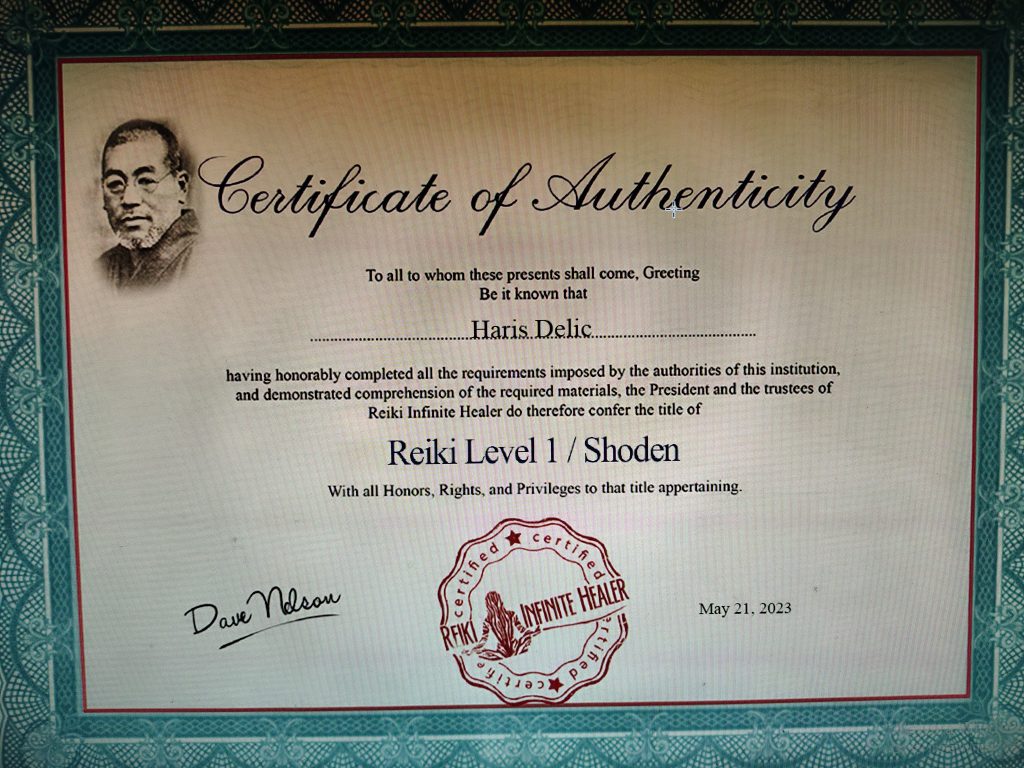 Certificate of Authenticity
To all to whom these presents shall come, Greeting
Be it known that
Haris Delic
having honorably completed all the requirements imposed by the authorities of this institution,
and demonstrated comprehension of the required materials, the President and the trustees of
Reiki Infinite Healer do therefore confer the title of
Reiki Level 1 / Shoden
With all Honors, Rights, and Privileges to that title appertaining.
certified ★ certified
REIKI INFINITE HEALER
certifie ★ certified
Dave Nelson
May 21, 2023